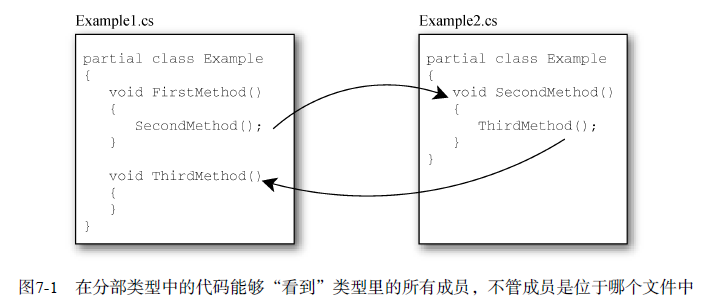 Example1.cs
partial class Example
{
void FirstMethod()
{
SecondMethod();
}
void ThirdMethod()
{
}
}
Example2.cs
partial class Example
{
void SecondMethod()
{
ThirdMethod();
}
}
图7-1 在分部类型中的代码能够“看到”类型里的所有成员，不管成员是位于哪个文件中